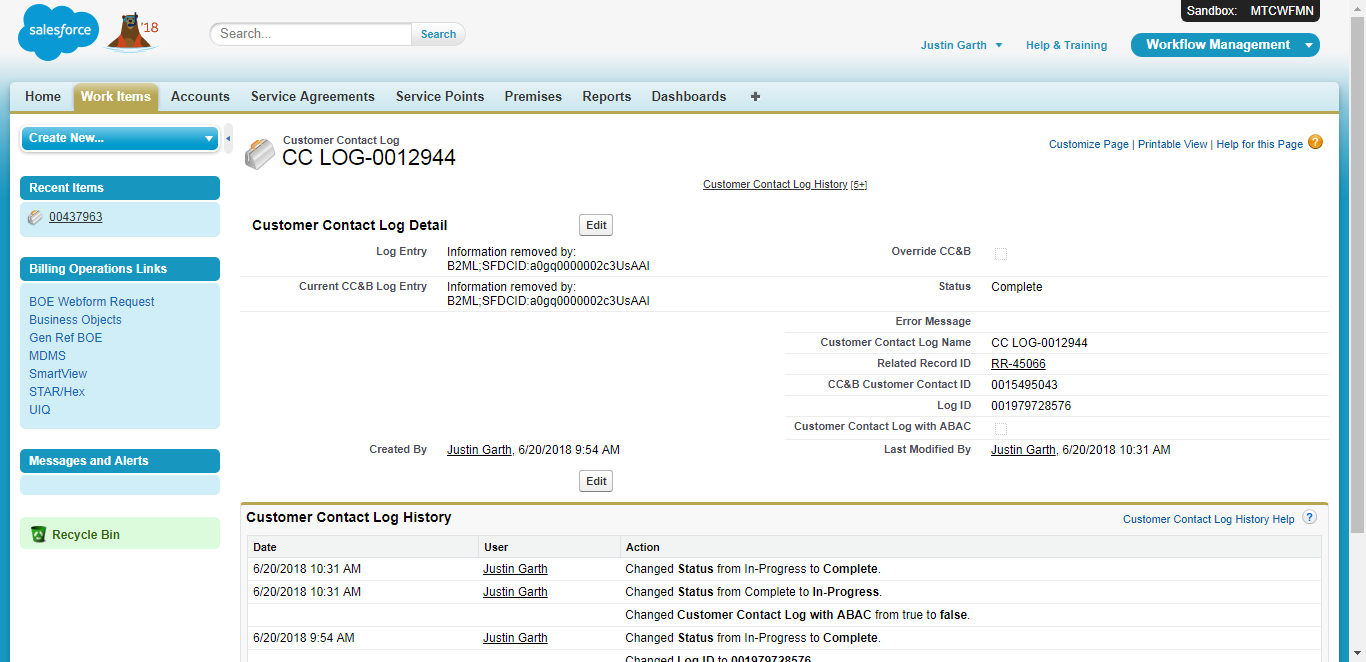 Sandbox: MTCWFMN
salesforce
'18
Search...
Search
Justin Garth
Help & Training
Workflow Management
Home Work Items Accounts Service Agreements Service Points Premises Reports Dashboards +
Create New...
Recent Items
00437963
Billing Operations Links
BOE Webform Request
Business Objects
Gen Ref BOE
MDMS
SmartView
STAR/Hex
UIQ
Messages and Alerts
Recycle Bin
Customer Contact Log
CC LOG-0012944
Customize Page | Printable View | Help for this Page ?
Customer Contact Log History [5+]
Customer Contact Log Detail Edit
Log Entry Information removed by:
B2ML;SFDCID:a0gq0000002c3UsAAI
Override CC&B
Current CC&B Log Entry Information removed by:
B2ML;SFDCID:a0gq0000002c3UsAAI
Status Complete
Error Message
Customer Contact Log Name CC LOG-0012944
Related Record ID RR-45066
CC&B Customer Contact ID 0015495043
Log ID 001979728576
Customer Contact Log with ABAC
Created By Justin Garth, 6/20/2018 9:54 AM
Last Modified By Justin Garth, 6/20/2018 10:31 AM
Edit
Customer Contact Log History
Customer Contact Log History Help ?
Date User Action
6/20/2018 10:31 AM Justin Garth Changed Status from In-Progress to Complete.
6/20/2018 10:31 AM Justin Garth Changed Status from Complete to In-Progress.
Changed Customer Contact Log with ABAC from true to false.
6/20/2018 9:54 AM Justin Garth Changed Status from In-Progress to Complete.
Changed Log ID to 001979728576.